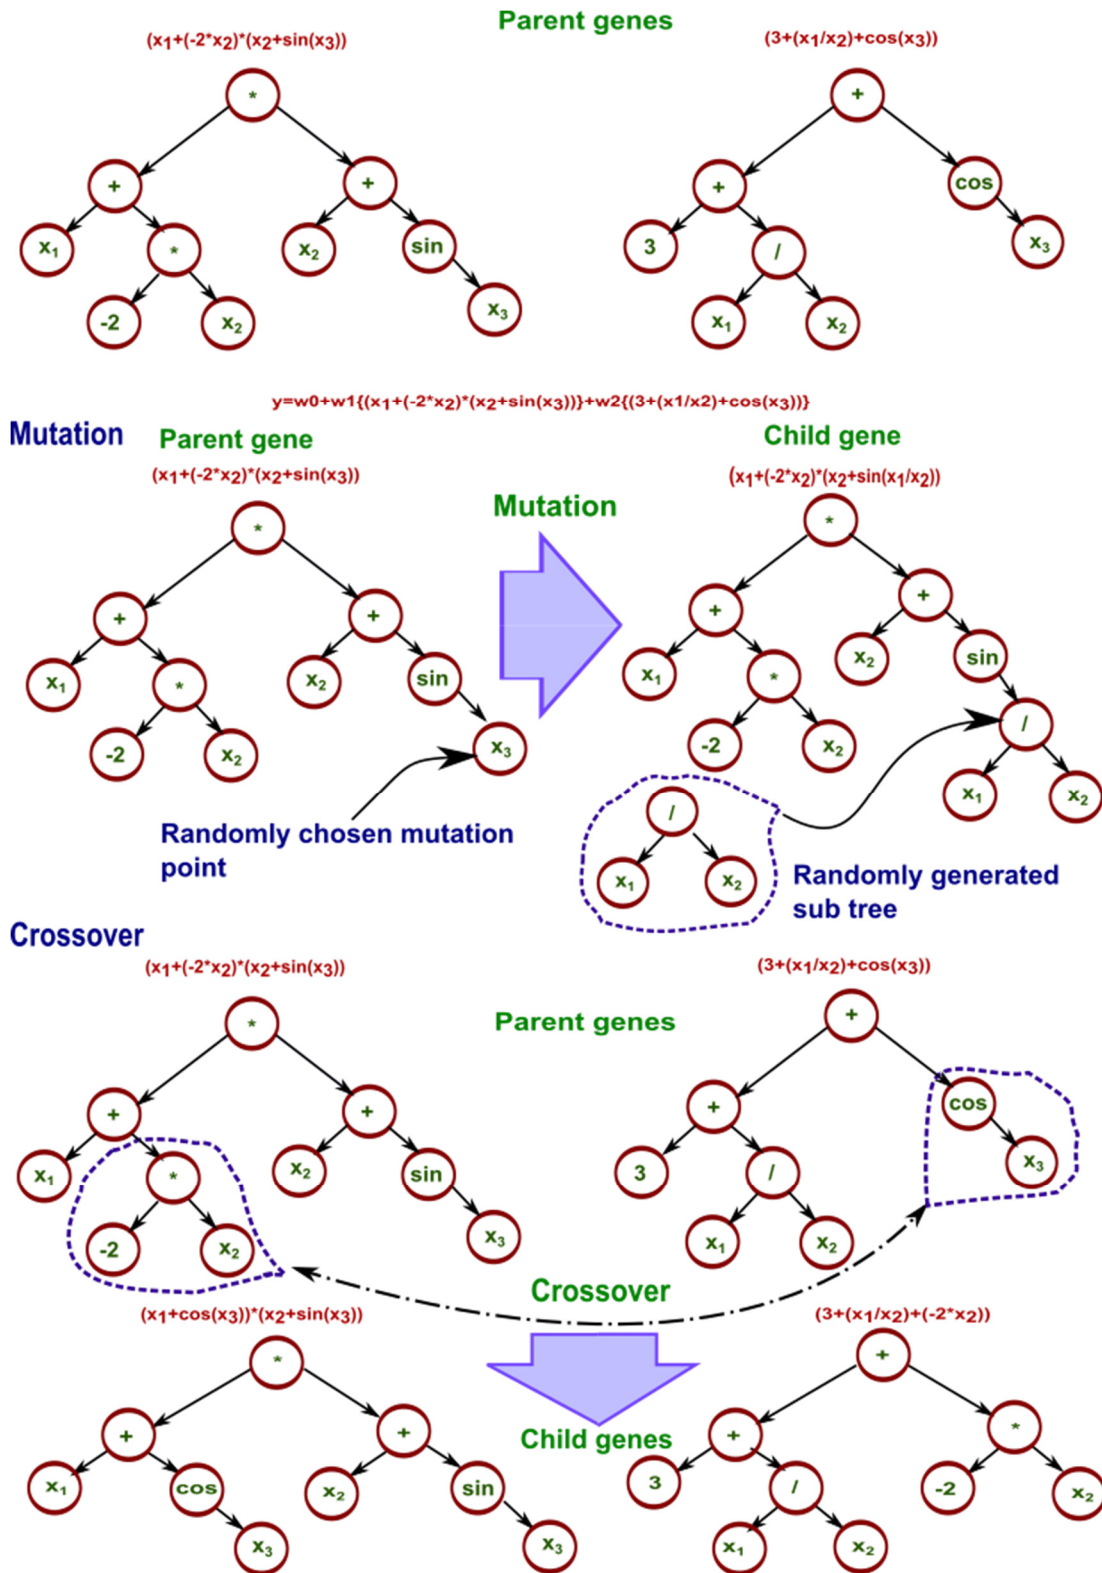 Parent genes
(x₁+(-2*x₂)*(x₂+sin(x₃))
(3+(x₁/x₂)+cos(x₃))
*
+
+
+
+
cos
x₁
*
x₂
sin
3
/
x₃
-2
x₂
x₃
x₁
x₂
y=w0+w1{(x₁+(-2*x₂)*(x₂+sin(x₃))}+w2{(3+(x1/x2)+cos(x₃))}
Mutation
Parent gene
Child gene
(x₁+(-2*x₂)*(x₂+sin(x₃))
(x₁+(-2*x₂)*(x₂+sin(x₁/x₂))
Mutation
*
*
+
+
+
+
x₁
*
x₂
sin
x₁
*
x₂
sin
-2
x₂
x₃
-2
x₂
/
x₁
x₂
/
x₁
x₂
Randomly chosen mutation
point
Randomly generated
sub tree
Crossover
(x₁+(-2*x₂)*(x₂+sin(x₃))
(3+(x₁/x₂)+cos(x₃))
Parent genes
*
+
+
+
+
cos
x₁
*
x₂
sin
3
/
x₃
-2
x₂
x₃
x₁
x₂
Crossover
(x₁+cos(x₃))*(x₂+sin(x₃))
(3+(x₁/x₂)+(-2*x₂))
*
+
+
+
+
*
Child genes
x₁
cos
x₂
sin
3
/
-2
x₂
x₃
x₃
x₁
x₂